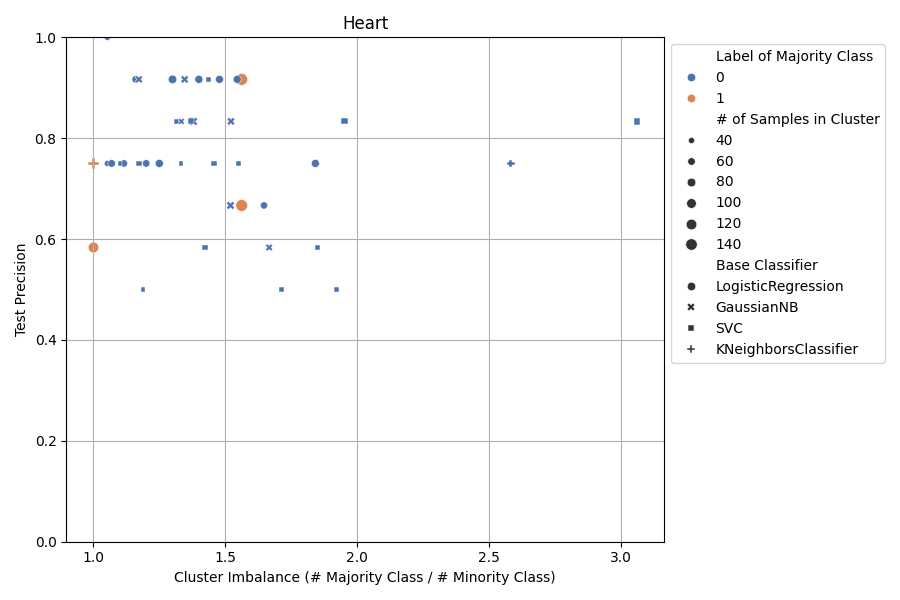 Heart
1.0
0.8
0.6
0.4
0.2
0.0
Test Precision
1.0
1.5
2.0
2.5
3.0
Cluster Imbalance (# Majority Class / # Minority Class)
Label of Majority Class
0
1
# of Samples in Cluster
40
60
80
100
120
140
Base Classifier
LogisticRegression
GaussianNB
SVC
KNeighborsClassifier